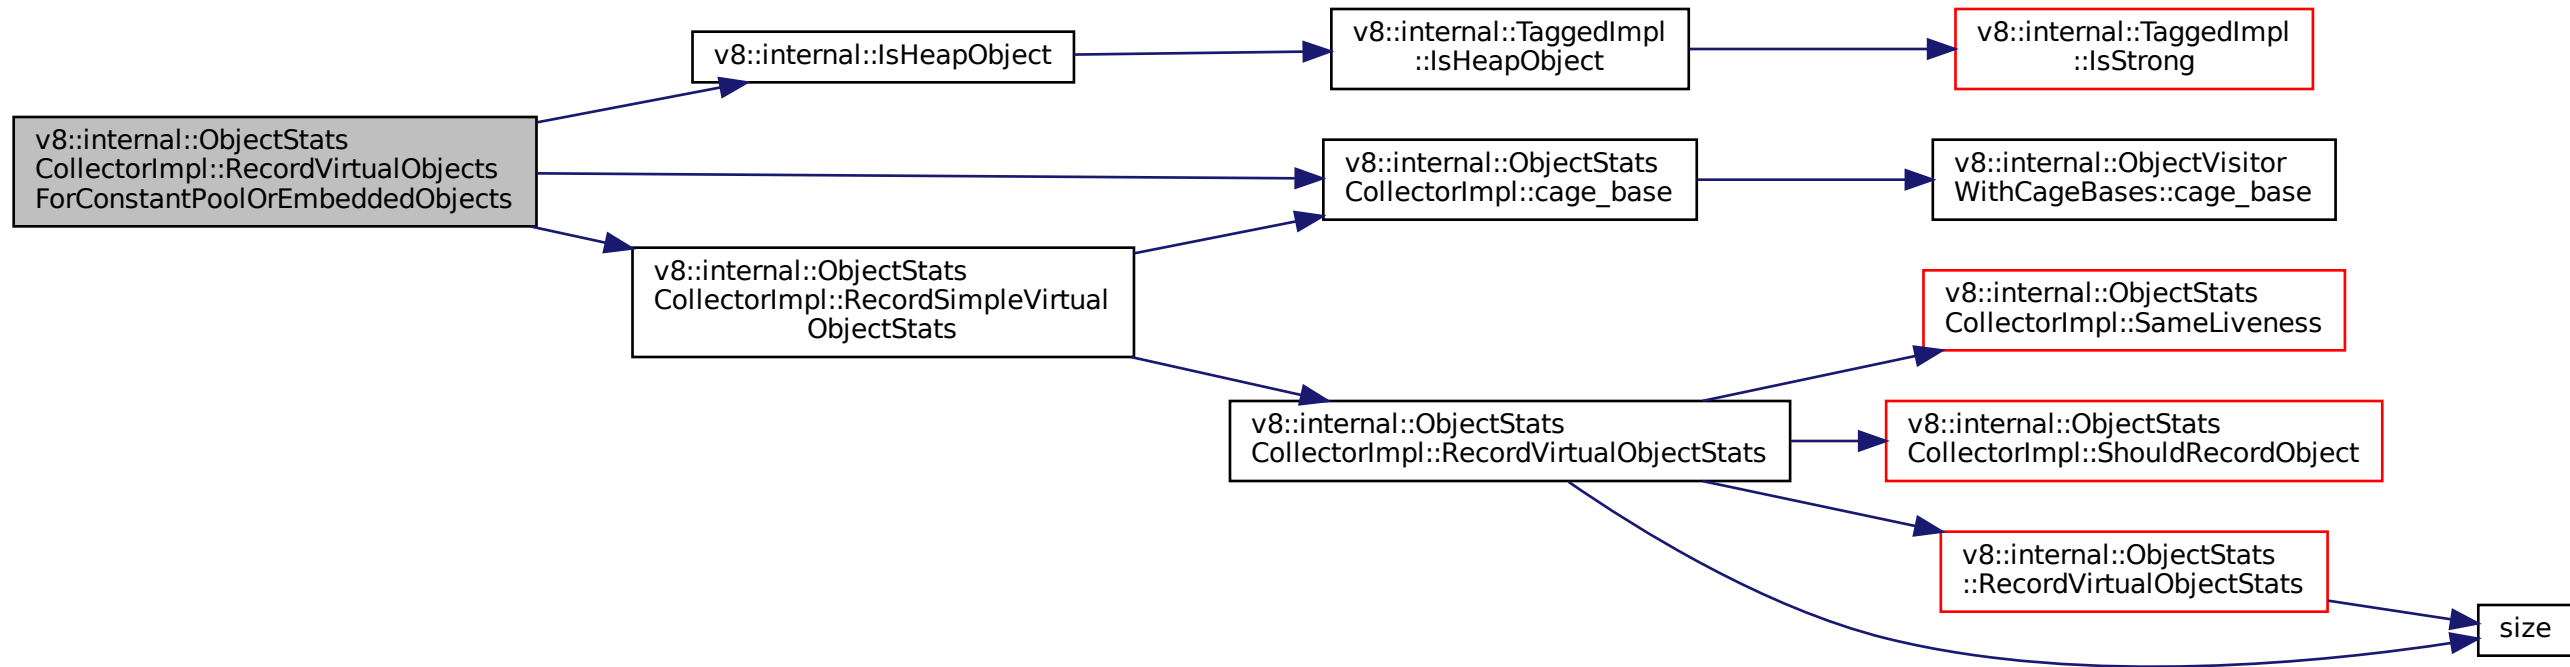 v8::internal::ObjectStats
CollectorImpl::RecordVirtualObjects
ForConstantPoolOrEmbeddedObjects
v8::internal::IsHeapObject
v8::internal::TaggedImpl
::IsHeapObject
v8::internal::TaggedImpl
::IsStrong
v8::internal::ObjectStats
CollectorImpl::cage_base
v8::internal::ObjectVisitor
WithCageBases::cage_base
v8::internal::ObjectStats
CollectorImpl::RecordSimpleVirtual
ObjectStats
v8::internal::ObjectStats
CollectorImpl::RecordVirtualObjectStats
v8::internal::ObjectStats
CollectorImpl::SameLiveness
v8::internal::ObjectStats
CollectorImpl::ShouldRecordObject
v8::internal::ObjectStats
::RecordVirtualObjectStats
size